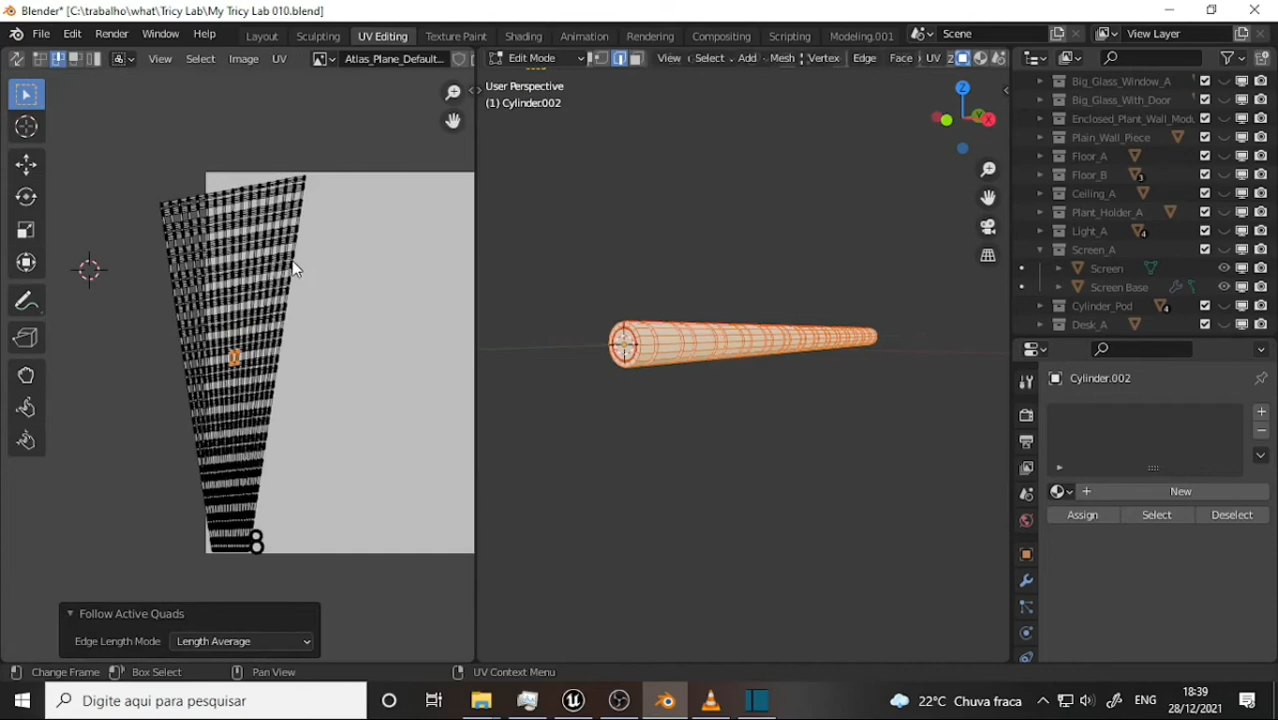 Blender* [C:\trabalho\what\Tricy Lab\My Tricy Lab 010.blend]
File Edit Render Window Help Layout Sculpting UV Editing Texture Paint Shading Animation Rendering Compositing Scripting Modeling.001 Scene View Layer
View Select Image UV Atlas_Plane_Default... Edit Mode View Select Add Mesh Vertex Edge Face UV
User Perspective
(1) Cylinder.002
Z
Y
X
Big_Glass_Window_A
Big_Glass_With_Door
Enclosed_Plant_Wall_Modu
Plain_Wall_Piece
Floor_A
Floor_B 3
Ceiling_A
Plant_Holder_A
Light_A 4
Screen_A
Screen
Screen Base
Cylinder_Pod 4
Desk_A
Cylinder.002
New
Assign Select Deselect
Follow Active Quads
Edge Length Mode Length Average
Change Frame Box Select Pan View UV Context Menu
Digite aqui para pesquisar
22°C Chuva fraca
ENG
18:39
28/12/2021